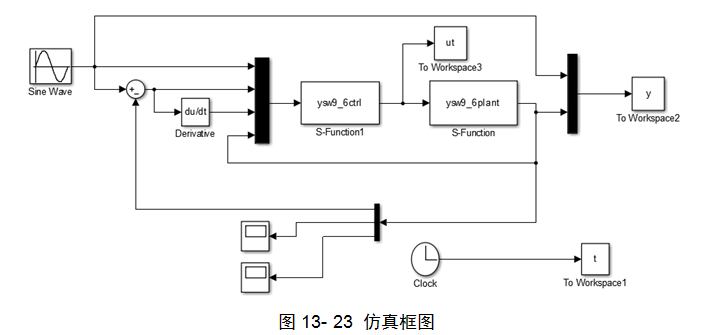 ut
To Workspace3
Sine Wave
+
−
du/dt
Derivative
ysw9_6ctrl
S-Function1
ysw9_6plant
S-Function
y
To Workspace2
Clock
t
To Workspace1
图 13- 23 仿真框图